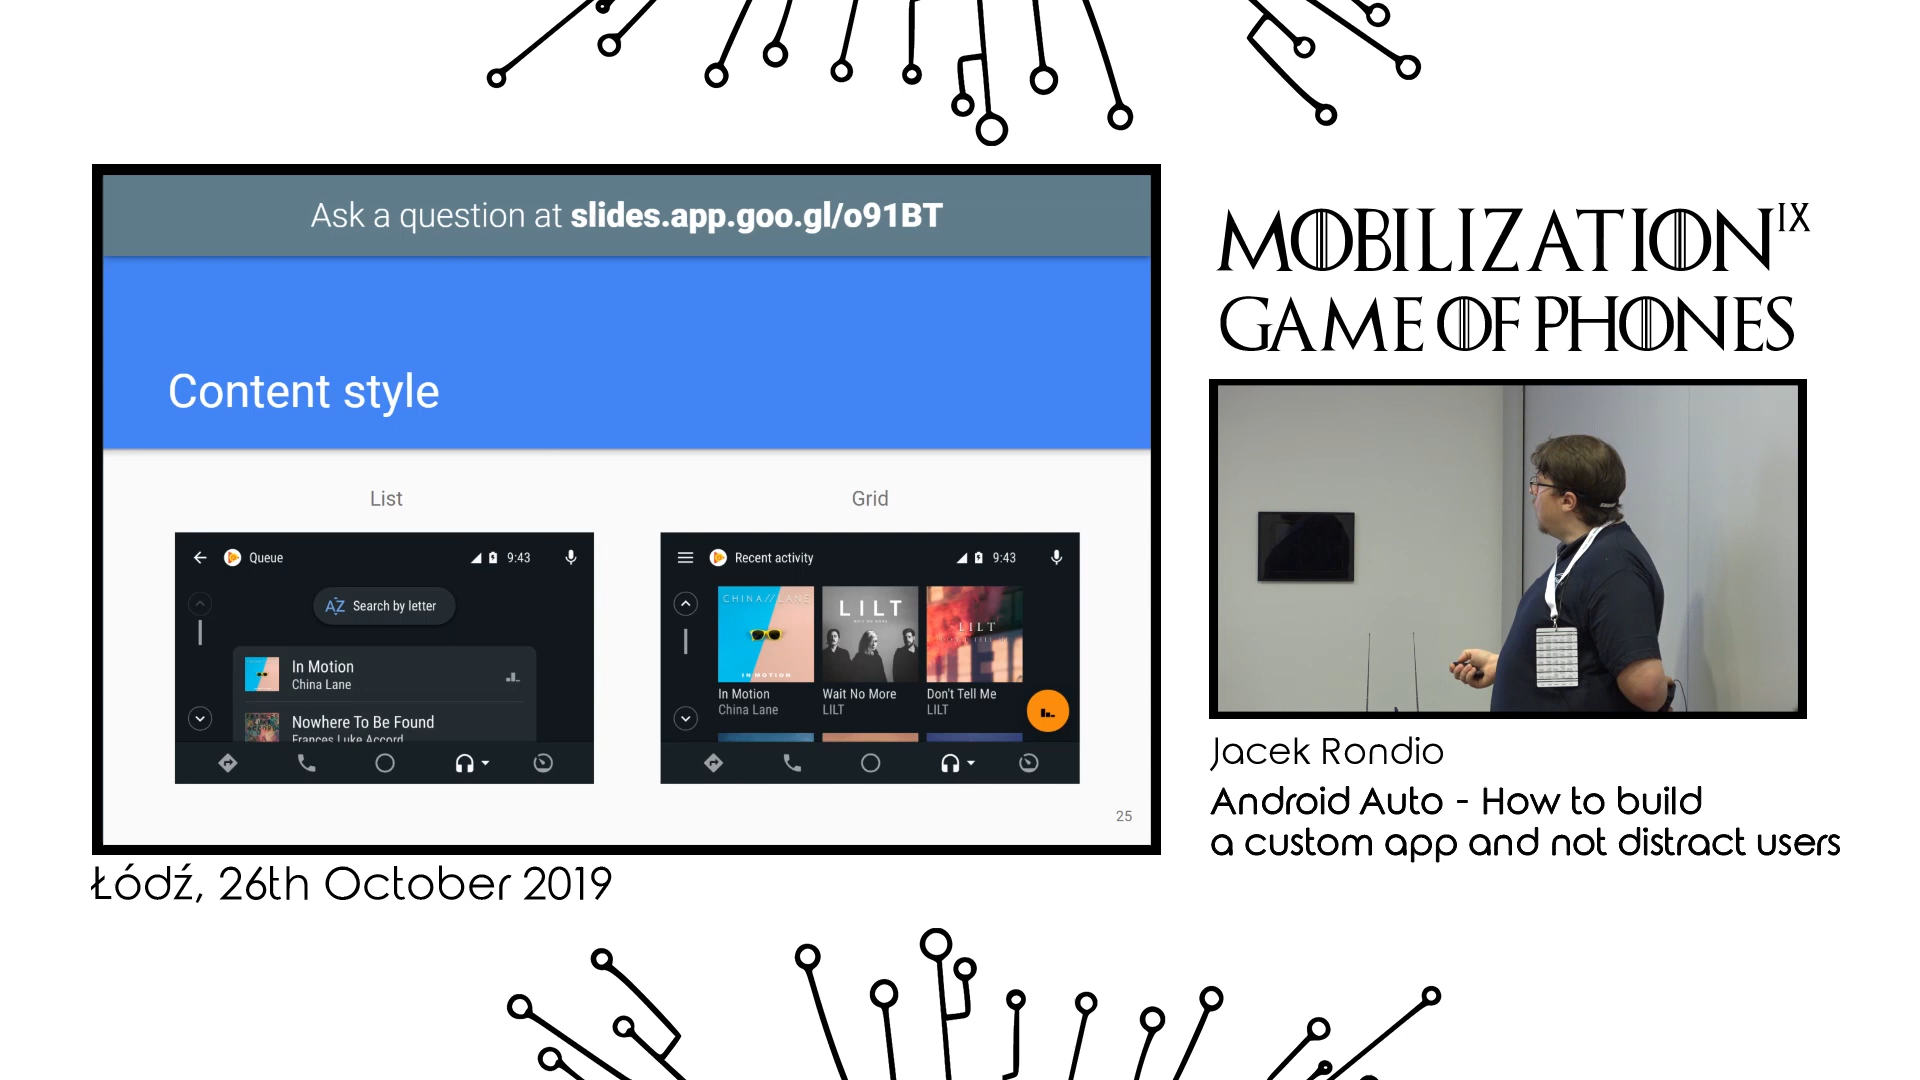 Ask a question at slides.app.goo.gl/o91BT
Content style
List
Queue
9:43
AZ Search by letter
In Motion
China Lane
Nowhere To Be Found
Frances Luke Accord
Grid
Recent activity
9:43
CHINA//LANE
IN MOTION
LILT
LILT
In Motion
China Lane
Wait No More
LILT
Don't Tell Me
LILT
25
MOBILIZATION IX
GAME OF PHONES
Jacek Rondio
Android Auto - How to build
a custom app and not distract users
Łódź, 26th October 2019